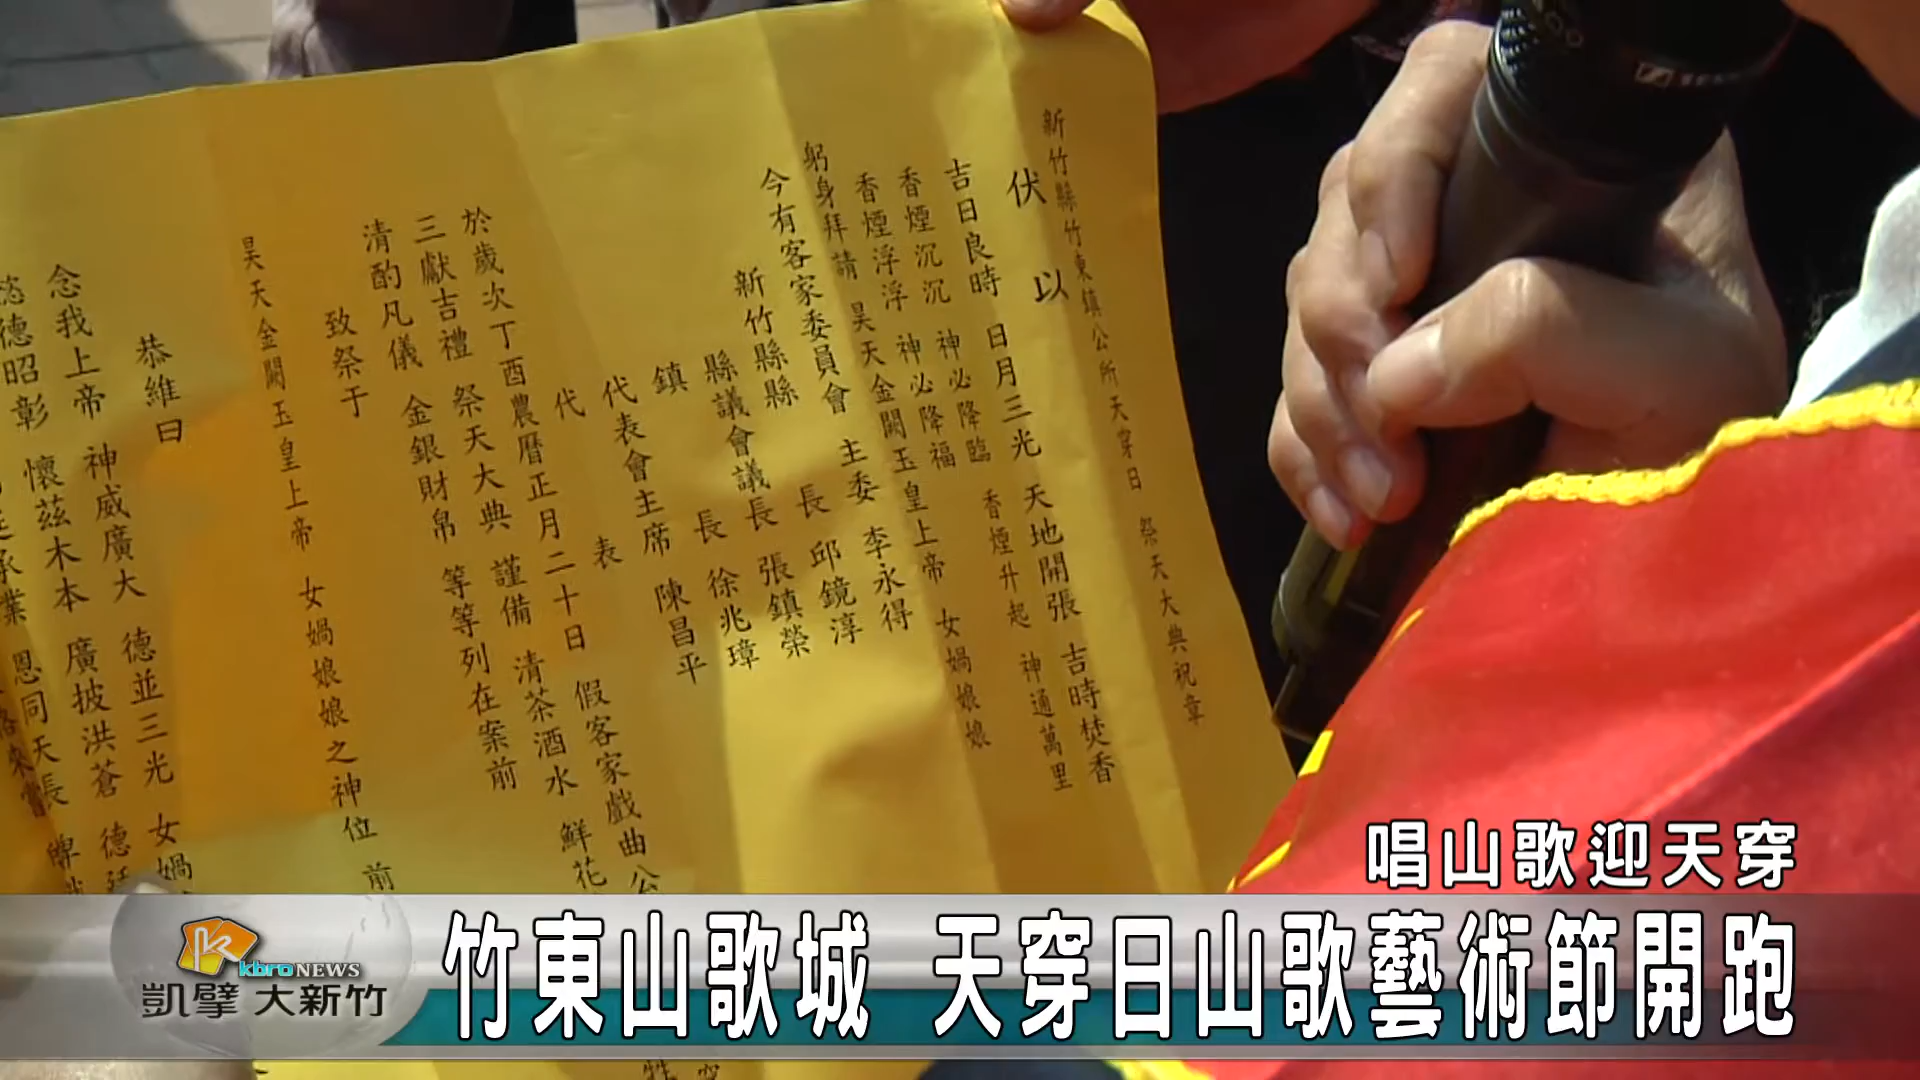 新竹縣竹東鎮公所天穿日 祭天大典祝章
伏以
吉日良時 日月三光 天地開張 吉時焚香
香煙沉沉 神必降臨 香煙升起 神通萬里
香煙浮浮 神必降福
躬身拜請 昊天金闕玉皇上帝 女媧娘娘
今有客家委員會 主委 李永得
新竹縣縣長 邱鏡淳
縣議會議長 張鎮榮
鎮長 徐兆璋
代表會主席 陳昌平
代表
於歲次丁酉農曆正月二十日 假客家戲曲公
三獻吉禮 祭天大典 謹備 清茶酒水 鮮花
清酌凡儀 金銀財帛 等等列在案前
致祭于
昊天金闕玉皇上帝 女媧娘娘之神位 前
恭維曰
念我上帝 神威廣大 德並三光 女媧
德昭彰 懷茲木本 廣披洪蒼 德
承業 恩同天長
唱山歌迎天穿
竹東山歌城 天穿日山歌藝術節開跑
kbro NEWS
凱擘 大新竹